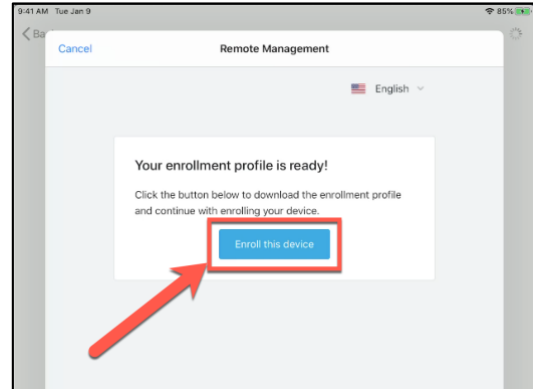 9:41 AM Tue Jan 9 85%
Cancel Remote Management
English
Your enrollment profile is ready!
Click the button below to download the enrollment profile
and continue with enrolling your device.
Enroll this device